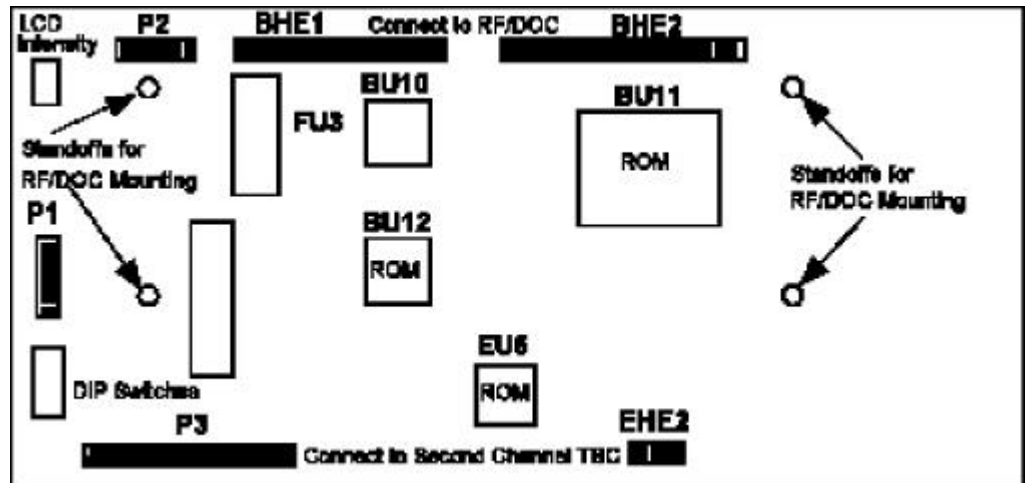 LCD
Intensity
P2
BHE1
Connect to RF/DOC
BHE2
BU10
BU11
FU3
ROM
Standoffs for
RF/DOC Mounting
Standoffs for
RF/DOC Mounting
P1
BU12
ROM
EU6
ROM
DIP Switches
P3
EHE2
Connect to Second Channel TBC